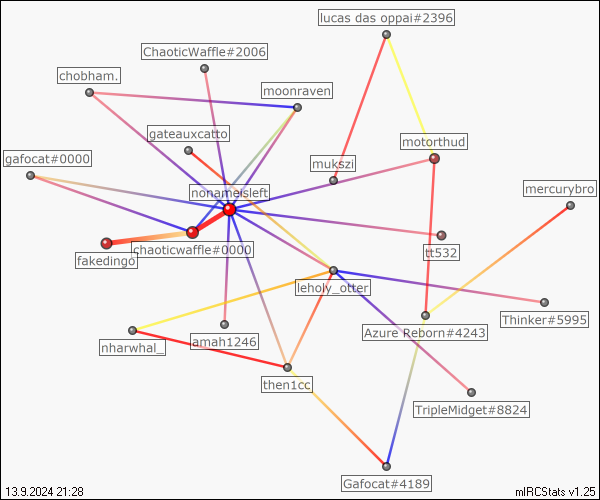 lucas das oppai#2396
ChaoticWaffle#2006
chobham.
moonraven
gateauxcatto
motorthud
gafocat#0000
mukszi
nonameisleft
mercurybro
chaoticwaffle#0000
fakedingo
tt532
leholy_otter
Thinker#5995
Azure Reborn#4243
amah1246
nharwhal_
then1cc
TripleMidget#8824
Gafocat#4189
13.9.2024 21:28
mIRCStats v1.25